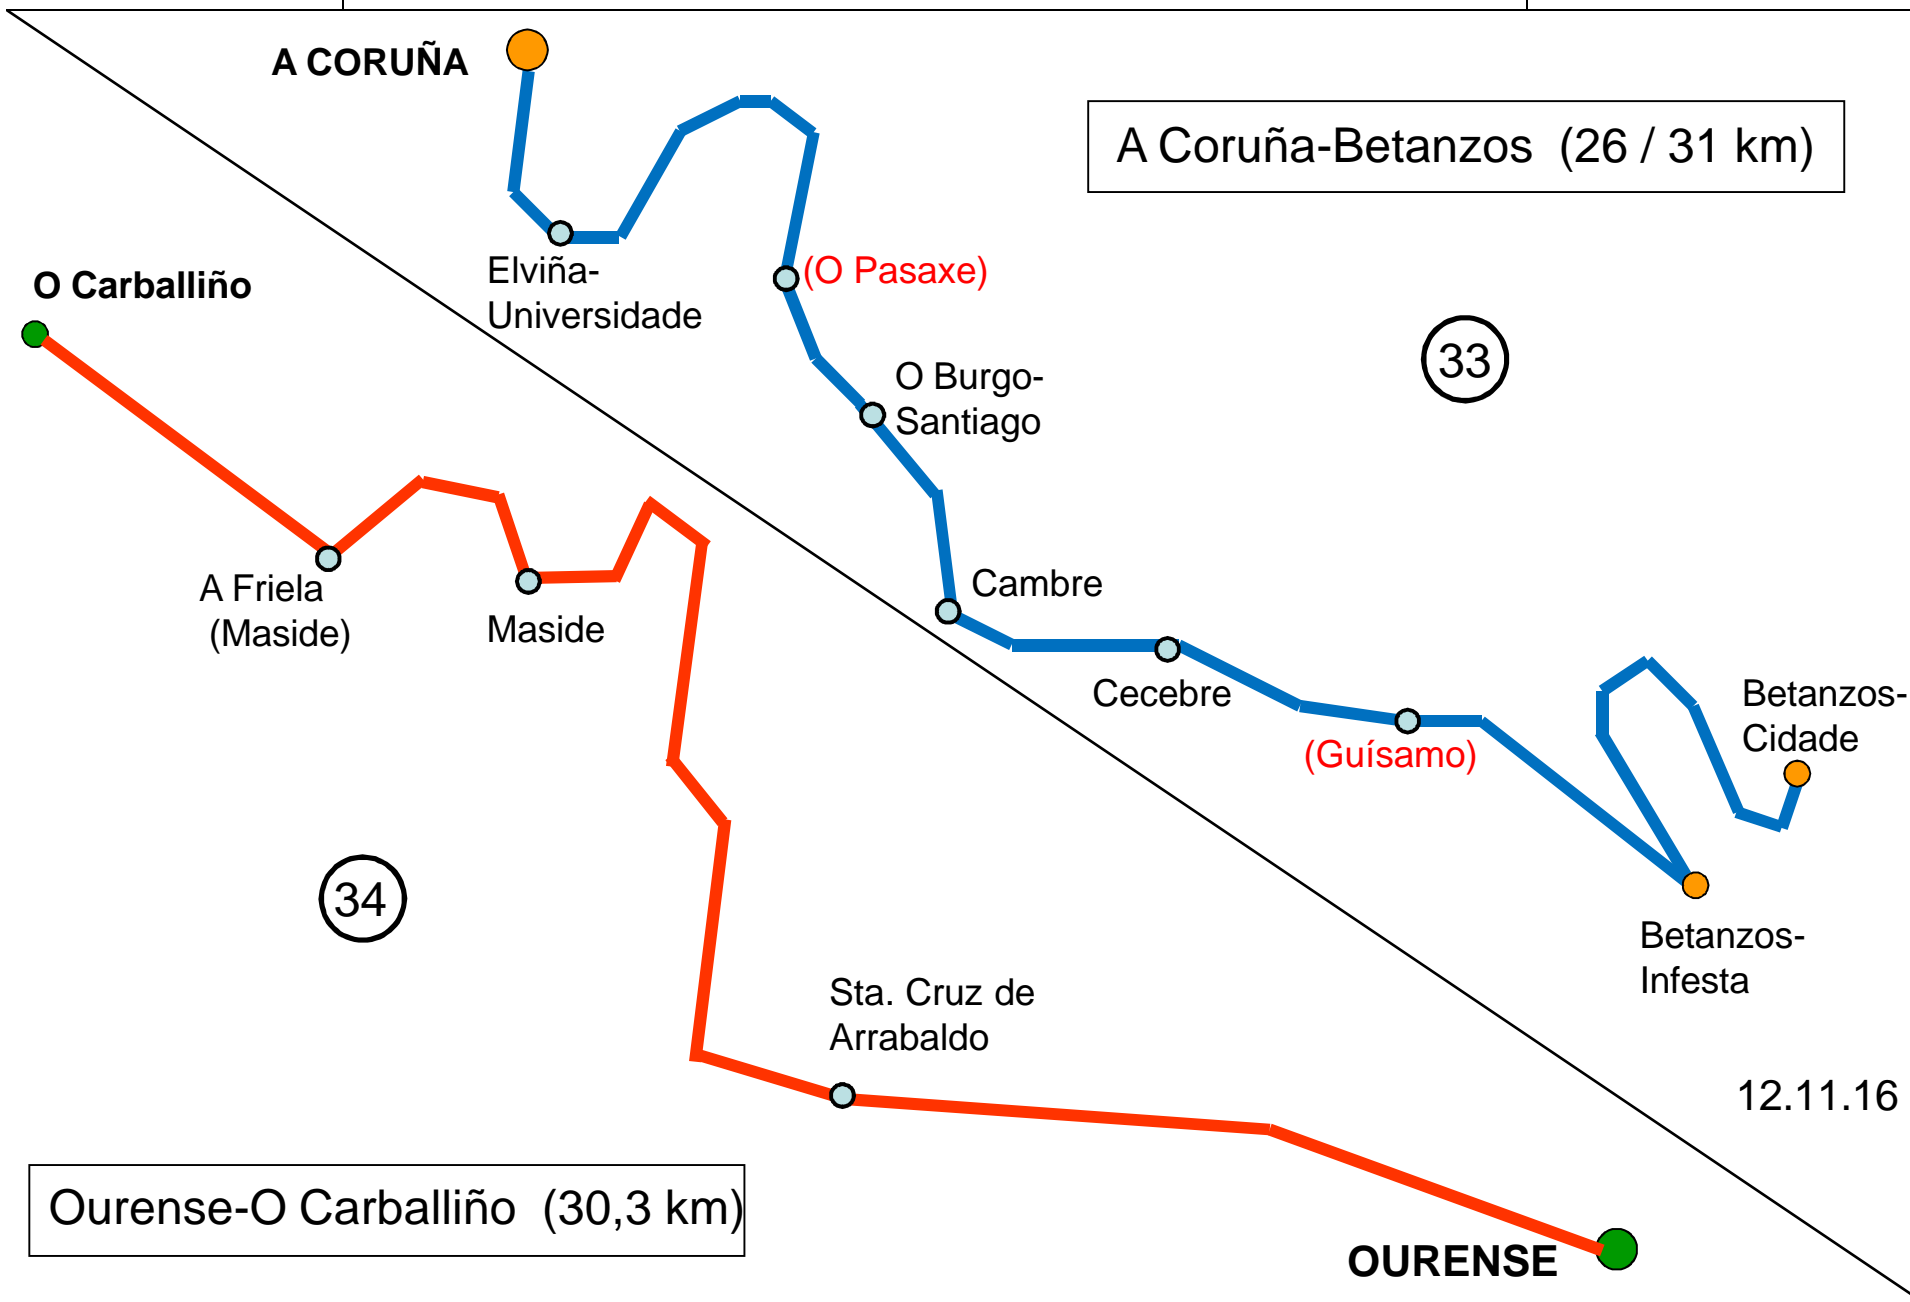 A CORUÑA
A Coruña-Betanzos (26 / 31 km)
Elviña-
Universidade
(O Pasaxe)
O Carballiño
33
O Burgo-
Santiago
Cambre
A Friela
(Maside)
Maside
Cecebre
(Guísamo)
Betanzos-
Cidade
34
Betanzos-
Infesta
Sta. Cruz de
Arrabaldo
12.11.16
Ourense-O Carballiño (30,3 km)
OURENSE